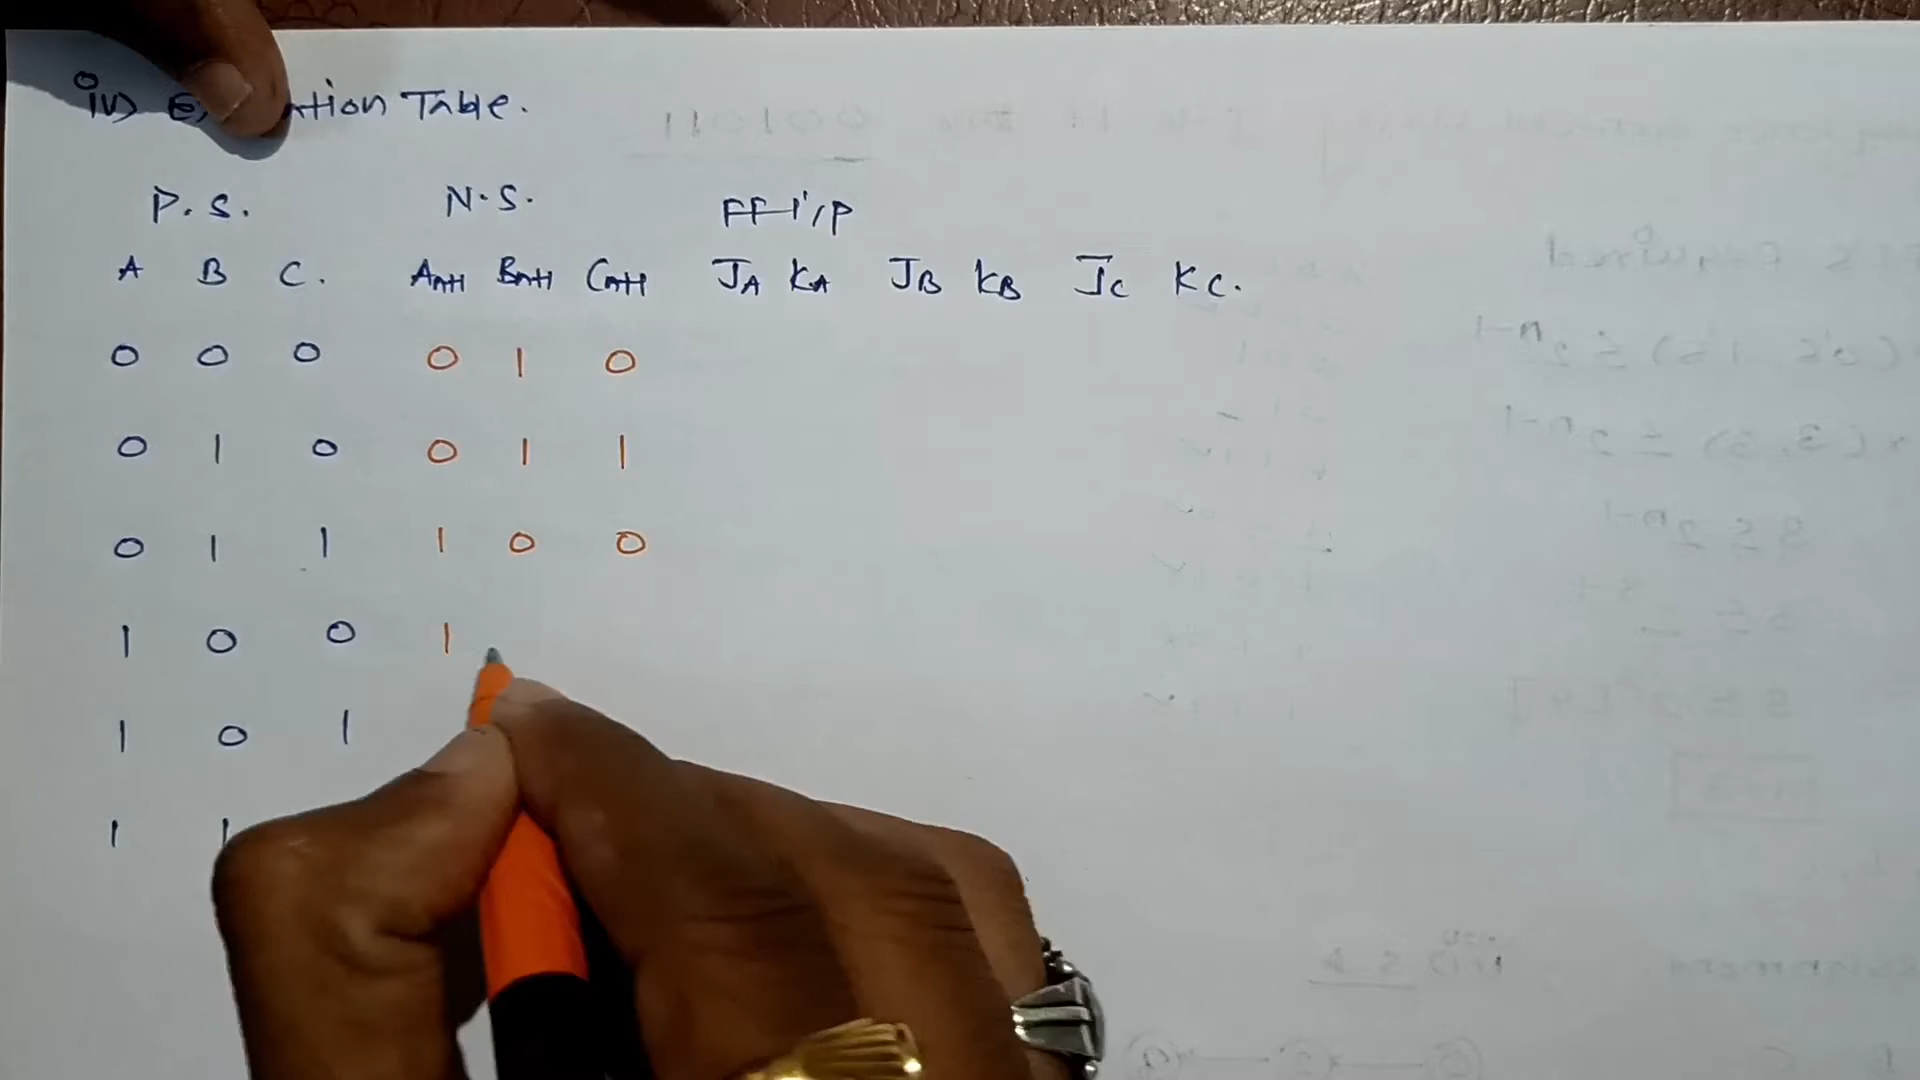 iv) ation Table.
P. S. N. S. FF i/p
A B C. An+1 Bn+1 Cn+1 JA KA JB KB JC KC.
0 0 0 0 1 0
0 1 0 0 1 1
0 1 1 1 0 0
1 0 0 1
1 0 1
1 1